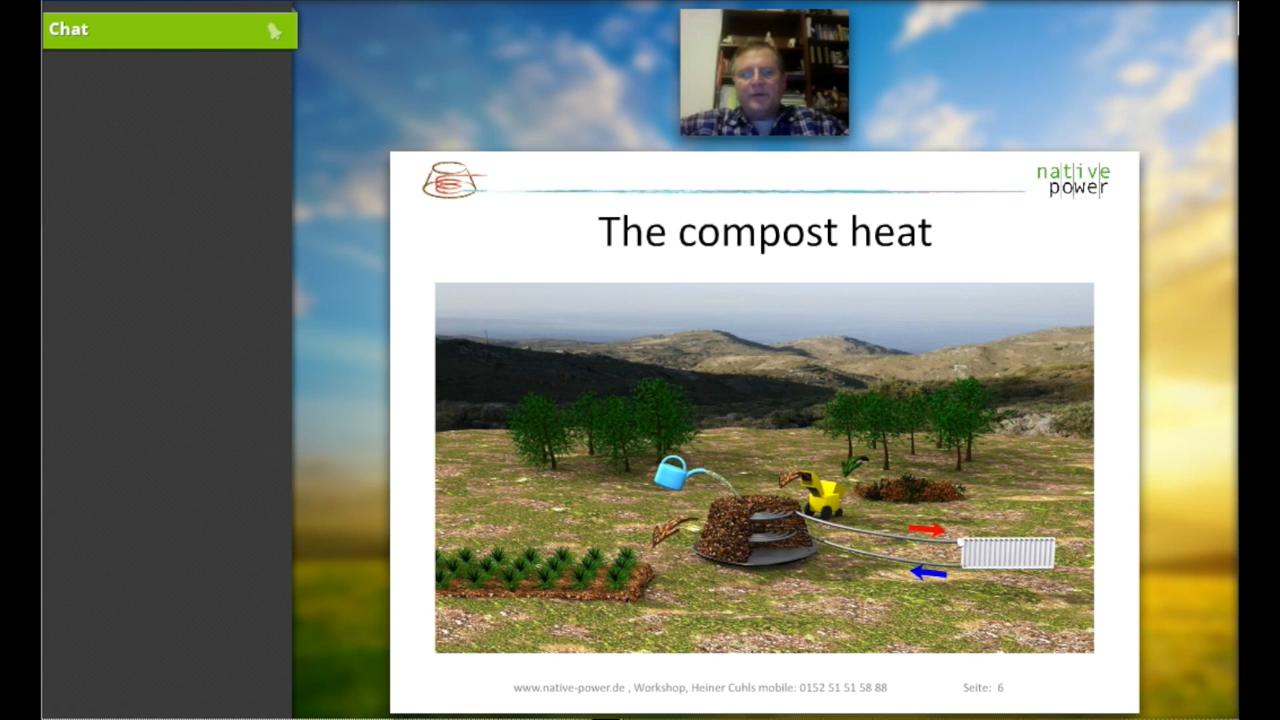 Chat
native
power
The compost heat
www.native-power.de , Workshop, Heiner Cuhls mobile: 0152 51 51 58 88
Seite: 6